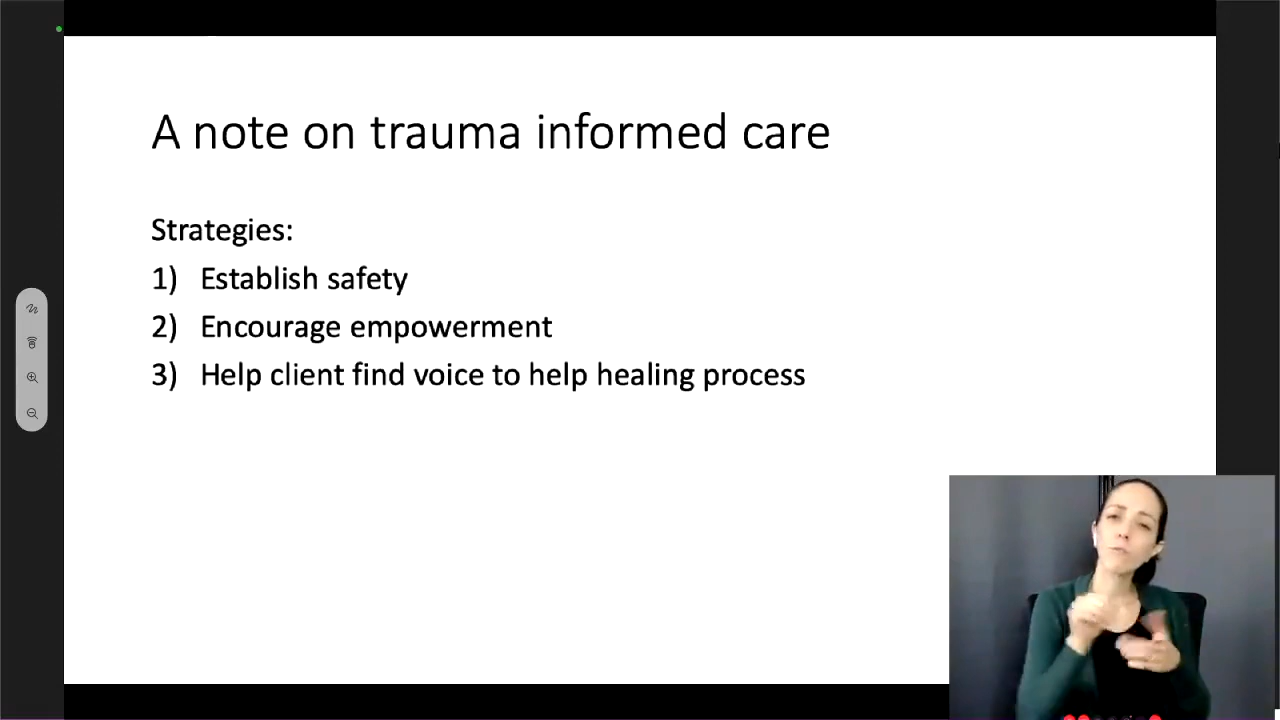 A note on trauma informed care
Strategies:
1) Establish safety
2) Encourage empowerment
3) Help client find voice to help healing process